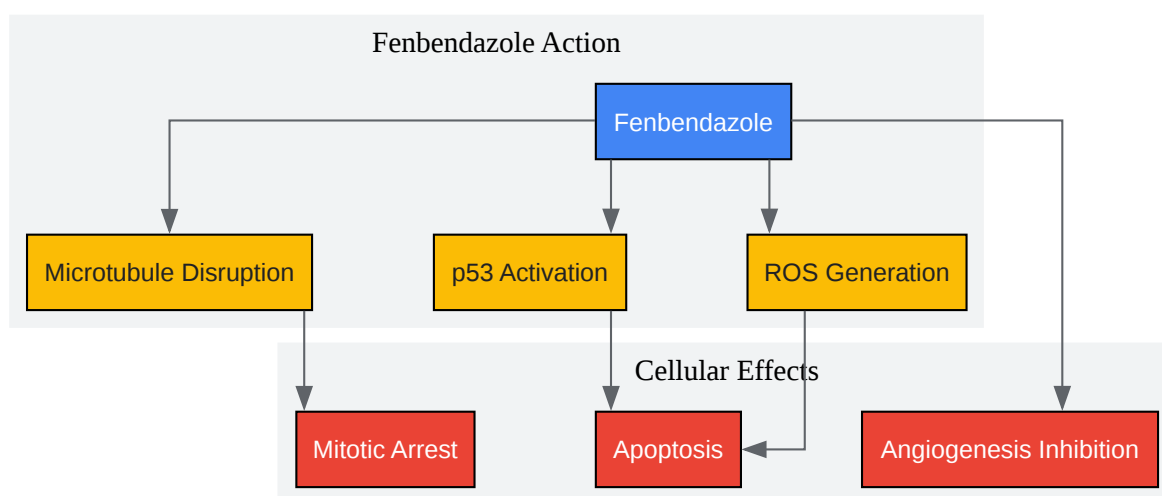 Fenbendazole Action
Fenbendazole
Microtubule Disruption
p53 Activation
ROS Generation
Cellular Effects
Mitotic Arrest
Apoptosis
Angiogenesis Inhibition